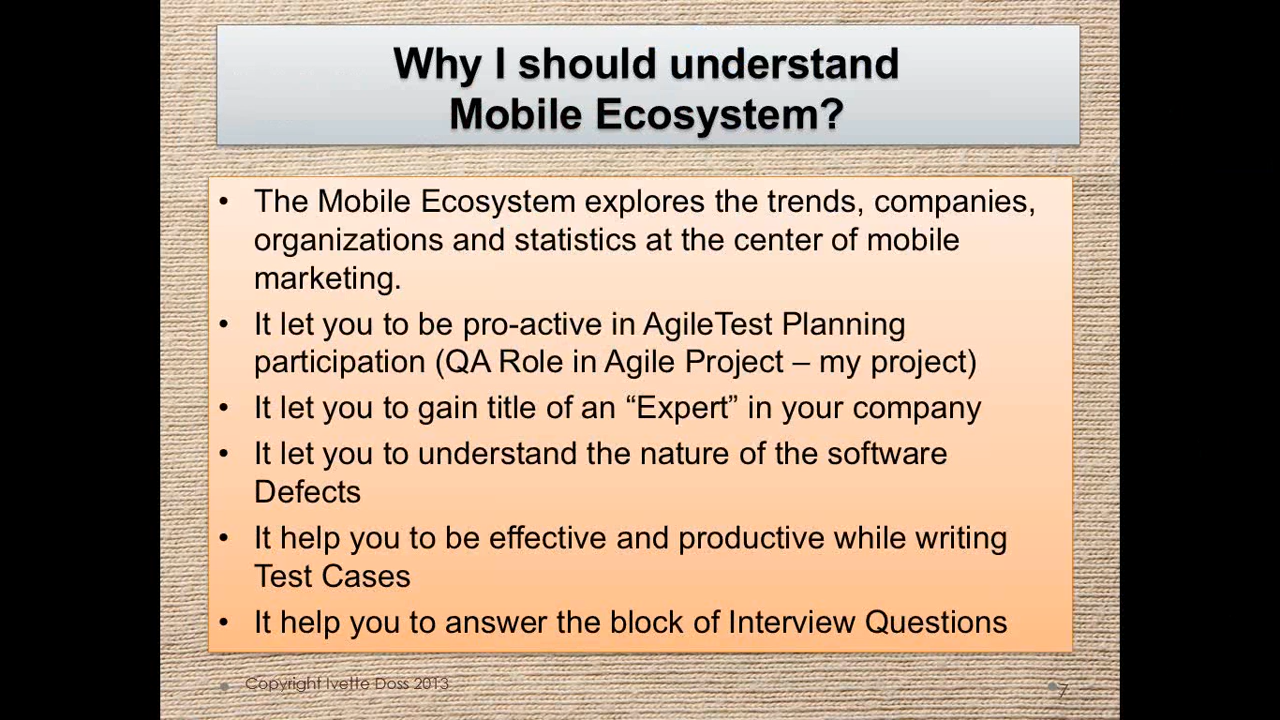 Why I should understand
Mobile Ecosystem?
• The Mobile Ecosystem explores the trends, companies,
organizations and statistics at the center of mobile
marketing.
• It let you to be pro-active in AgileTest Planning
participation (QA Role in Agile Project – my project)
• It let you to gain title of an “Expert” in your company
• It let you to understand the nature of the software
Defects
• It help you to be effective and productive while writing
Test Cases
• It help you to answer the block of Interview Questions
• Copyright Ivette Doss 2013
• 7